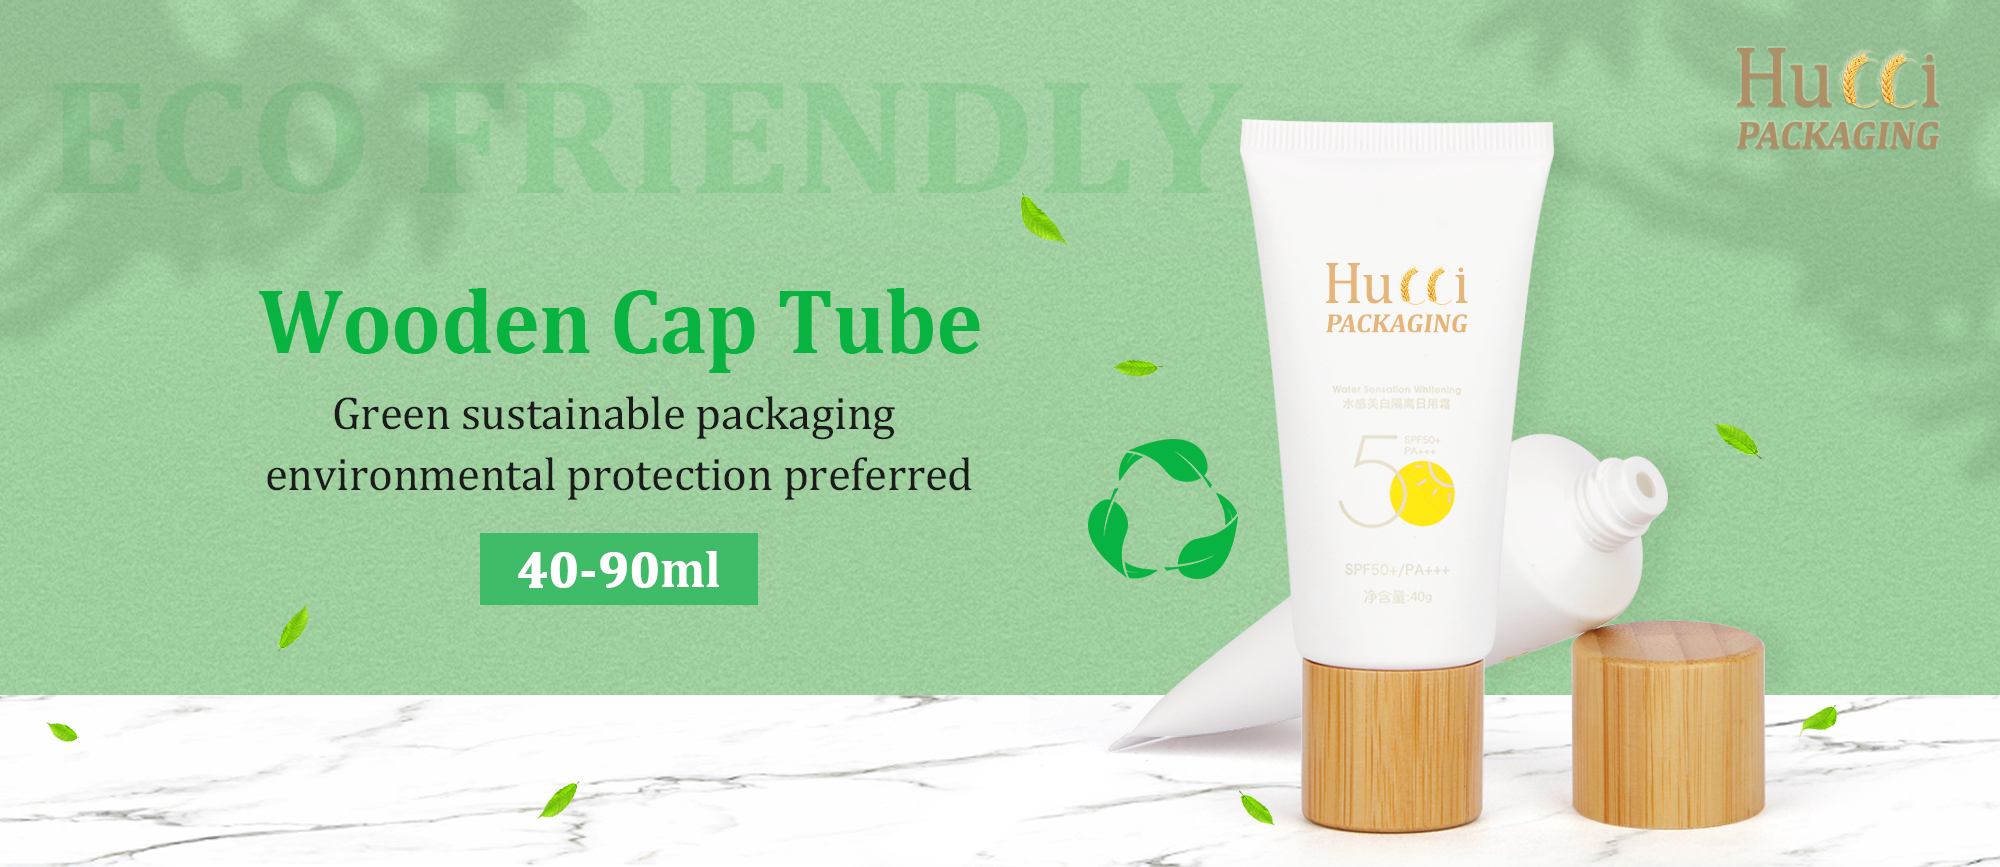 ECO FRIENDLY
Hucci
PACKAGING
Wooden Cap Tube
Green sustainable packaging
environmental protection preferred
40-90ml
Hucci
PACKAGING
Water Sensation Whitening
水感美白隔离日用霜
50
SPF50+
PA+++
SPF50+/PA+++
净含量:40g